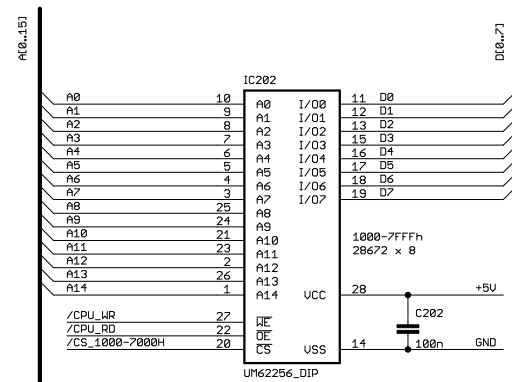 A[0..15]
D[0..7]
IC202
A0 10 A0 I/O0 11 D0
A1 9 A1 I/O1 12 D1
A2 8 A2 I/O2 13 D2
A3 7 A3 I/O3 15 D3
A4 6 A4 I/O4 16 D4
A5 5 A5 I/O5 17 D5
A6 4 A6 I/O6 18 D6
A7 3 A7 I/O7 19 D7
A8 25 A8
A9 24 A9
A10 21 A10
A11 23 A11
A12 2 A12
A13 26 A13
A14 1 A14 VCC 28 +5V
1000-7FFFh
28672 x 8
/CPU_WR 27 WE
/CPU_RD 22 OE
/CS_1000-7000H 20 CS VSS 14 GND
C202
100n
UM62256_DIP